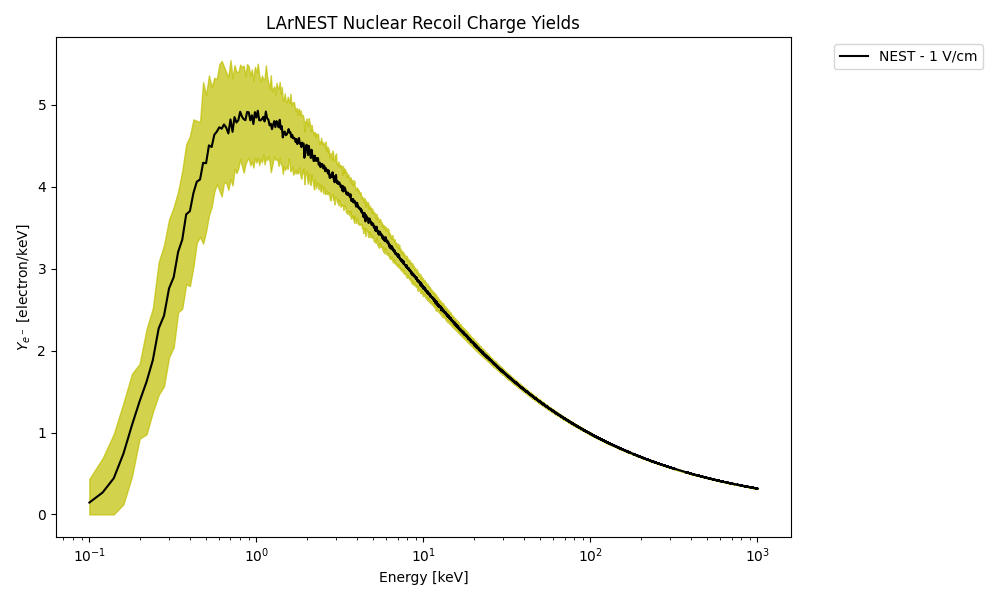 LArNEST Nuclear Recoil Charge Yields
NEST - 1 V/cm
$Y_{e^-}$ [electron/keV]
5
4
3
2
1
0
$10^{-1}$ $10^{0}$ $10^{1}$ $10^{2}$ $10^{3}$
Energy [keV]